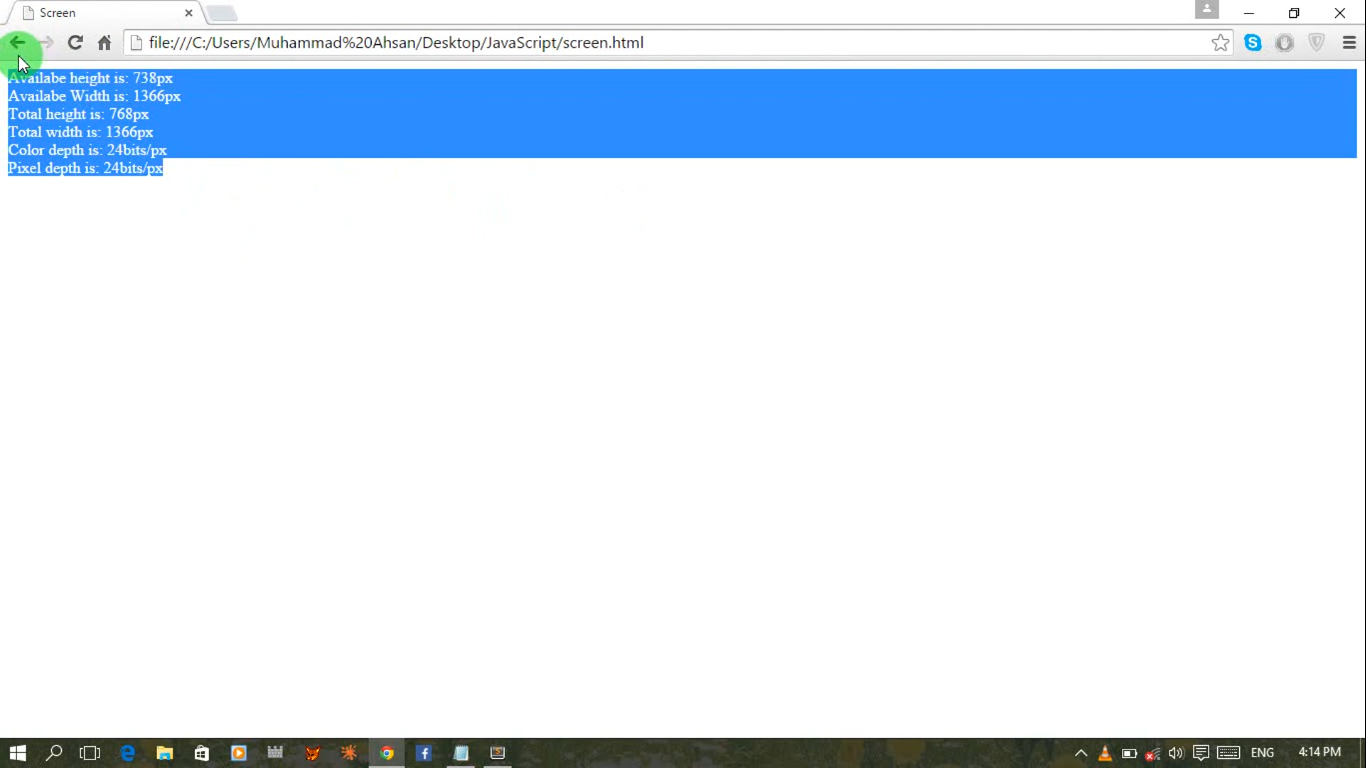 Screen
file:///C:/Users/Muhammad%20Ahsan/Desktop/JavaScript/screen.html
Availabe height is: 738px
Availabe Width is: 1366px
Total height is: 768px
Total width is: 1366px
Color depth is: 24bits/px
Pixel depth is: 24bits/px
ENG
4:14 PM